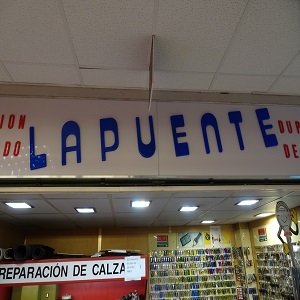 ION
DO
LAPUENTE
DUP
DE
REPARACIÓN DE CALZA